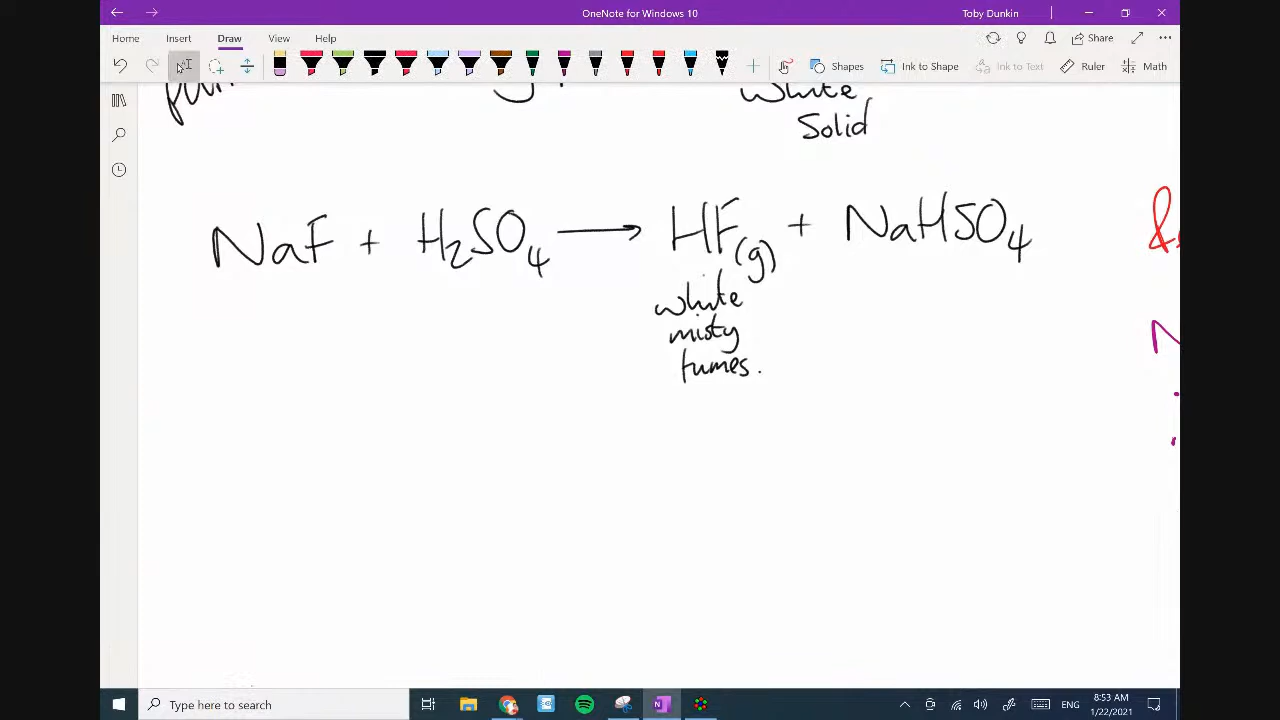 OneNote for Windows 10
Toby Dunkin
Home Insert Draw View Help
Share
Shapes Ink to Shape Ink to Text Ruler Math
White
Solid
NaF + H₂SO₄ → HF(g) + NaHSO₄
white
misty
fumes.
Type here to search
ENG
8:53 AM
1/22/2021